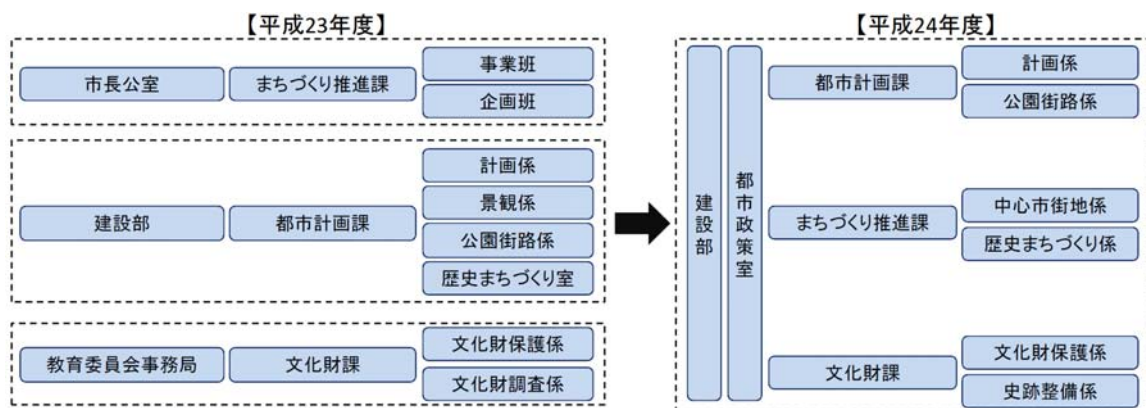 【平成23年度】
市長公室
まちづくり推進課
事業班
企画班
建設部
都市計画課
計画係
景観係
公園街路係
歴史まちづくり室
教育委員会事務局
文化財課
文化財保護係
文化財調査係
【平成24年度】
建設部
都市政策室
都市計画課
計画係
公園街路係
まちづくり推進課
中心市街地係
歴史まちづくり係
文化財課
文化財保護係
史跡整備係